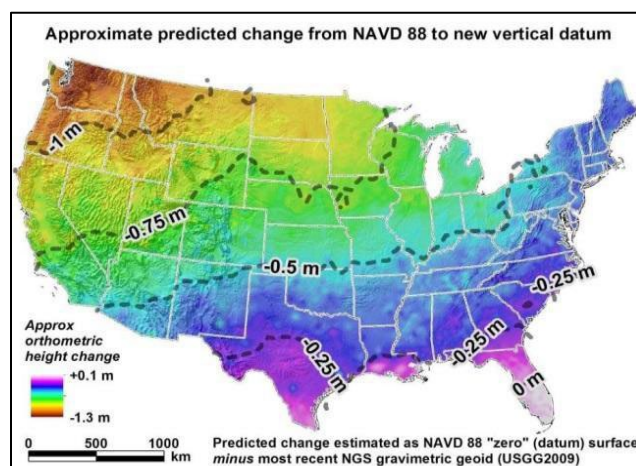 Approximate predicted change from NAVD 88 to new vertical datum
-1 m
-0.75 m
-0.5 m
-0.25 m
-0.25 m
-0.25 m
0 m
Approx
orthometric
height change
+0.1 m
-1.3 m
0 500 1000
km
Predicted change estimated as NAVD 88 "zero" (datum) surface
minus most recent NGS gravimetric geoid (USGG2009)